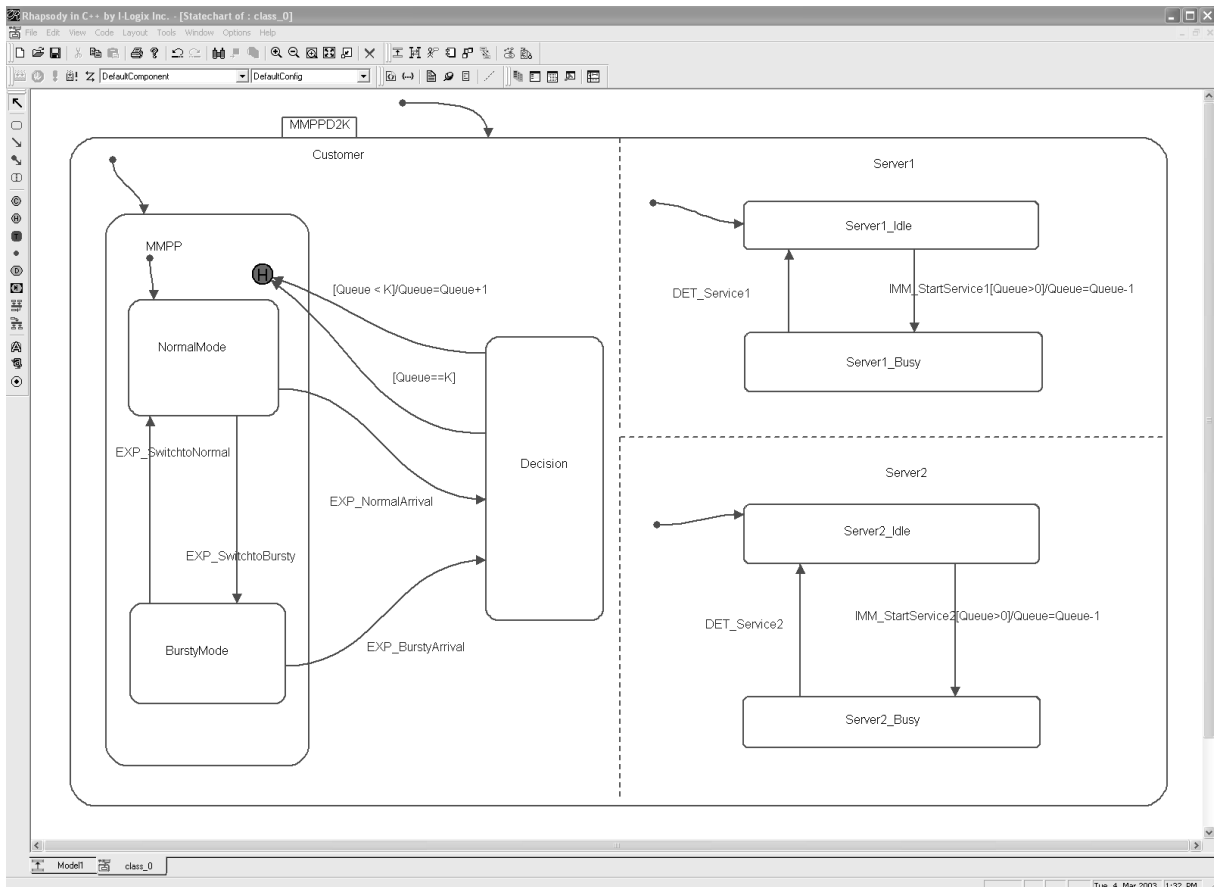 Rhapsody in C++ by I-Logix Inc. - [Statechart of : class_0]
File Edit View Code Layout Tools Window Options Help
DefaultComponent DefaultConfig
MMPPD2K
Customer
Server1
Server1_Idle
MMPP
H
[Queue < K]/Queue=Queue+1
DET_Service1
IMM_StartService1[Queue>0]/Queue=Queue-1
NormalMode
Server1_Busy
[Queue==K]
EXP_SwitchtoNormal
Decision
Server2
EXP_NormalArrival
Server2_Idle
EXP_SwitchtoBursty
IMM_StartService2[Queue>0]/Queue=Queue-1
DET_Service2
EXP_BurstyArrival
BurstyMode
Server2_Busy
Model1 class_0
Tue, 4, Mar 2003 1:32 PM